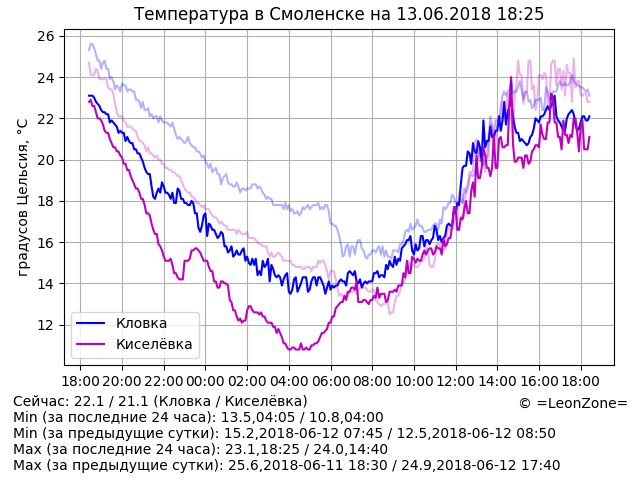 Температура в Смоленске на 13.06.2018 18:25
26
24
22
20
18
16
14
12
градусов Цельсия, °C
Кловка
Киселёвка
18:00 20:00 22:00 00:00 02:00 04:00 06:00 08:00 10:00 12:00 14:00 16:00 18:00
Сейчас: 22.1 / 21.1 (Кловка / Киселёвка)
© =LeonZone=
Min (за последние 24 часа): 13.5,04:05 / 10.8,04:00
Min (за предыдущие сутки): 15.2,2018-06-12 07:45 / 12.5,2018-06-12 08:50
Max (за последние 24 часа): 23.1,18:25 / 24.0,14:40
Max (за предыдущие сутки): 25.6,2018-06-11 18:30 / 24.9,2018-06-12 17:40